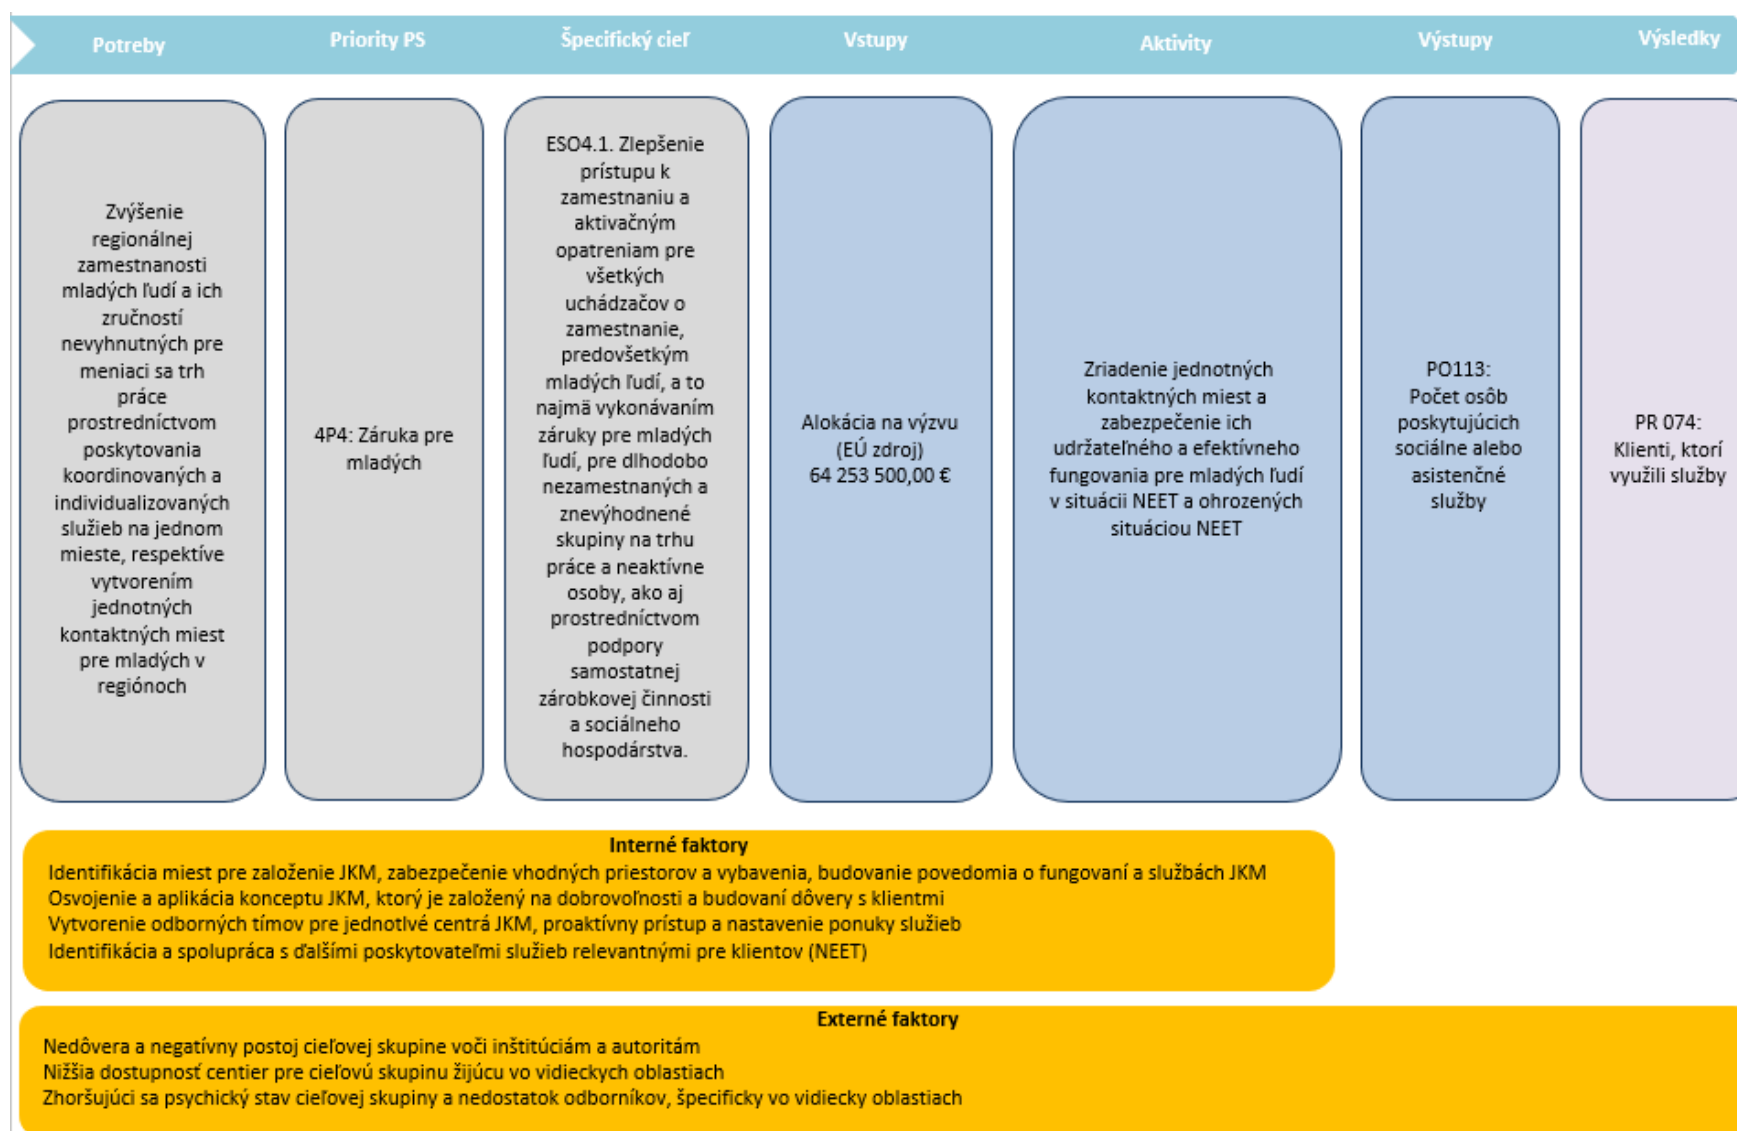 Potreby
Priority PS
Špecifický cieľ
Vstupy
Aktivity
Výstupy
Výsledky
Zvýšenie
regionálnej
zamestnanosti
mladých ľudí a ich
zručností
nevyhnutných pre
meniaci sa trh
práce
prostredníctvom
poskytovania
koordinovaných a
individualizovaných
služieb na jednom
mieste, respektíve
vytvorením
jednotných
kontaktných miest
pre mladých v
regiónoch
4P4: Záruka pre
mladých
ESO4.1. Zlepšenie
prístupu k
zamestnaniu a
aktivačným
opatreniam pre
všetkých
uchádzačov o
zamestnanie,
predovšetkým
mladých ľudí, a to
najmä vykonávaním
záruky pre mladých
ľudí, pre dlhodobo
nezamestnaných a
znevýhodnené
skupiny na trhu
práce a neaktívne
osoby, ako aj
prostredníctvom
podpory
samostatnej
zárobkovej činnosti
a sociálneho
hospodárstva.
Alokácia na výzvu
(EÚ zdroj)
64 253 500,00 €
Zriadenie jednotných
kontaktných miest a
zabezpečenie ich
udržateľného a efektívneho
fungovania pre mladých ľudí
v situácii NEET a ohrozených
situáciou NEET
PO113:
Počet osôb
poskytujúcich
sociálne alebo
asistenčné
služby
PR 074:
Klienti, ktorí
využili služby
Interné faktory
Identifikácia miest pre založenie JKM, zabezpečenie vhodných priestorov a vybavenia, budovanie povedomia o fungovaní a službách JKM
Osvojenie a aplikácia konceptu JKM, ktorý je založený na dobrovoľnosti a budovaní dôvery s klientmi
Vytvorenie odborných tímov pre jednotlvé centrá JKM, proaktívny prístup a nastavenie ponuky služieb
Identifikácia a spolupráca s ďalšími poskytovateľmi služieb relevantnými pre klientov (NEET)
Externé faktory
Nedôvera a negatívny postoj cieľovej skupine voči inštitúciám a autoritám
Nižšia dostupnosť centier pre cieľovú skupinu žijúcu vo vidieckych oblastiach
Zhoršujúci sa psychický stav cieľovej skupiny a nedostatok odborníkov, špecificky vo vidiecky oblastiach